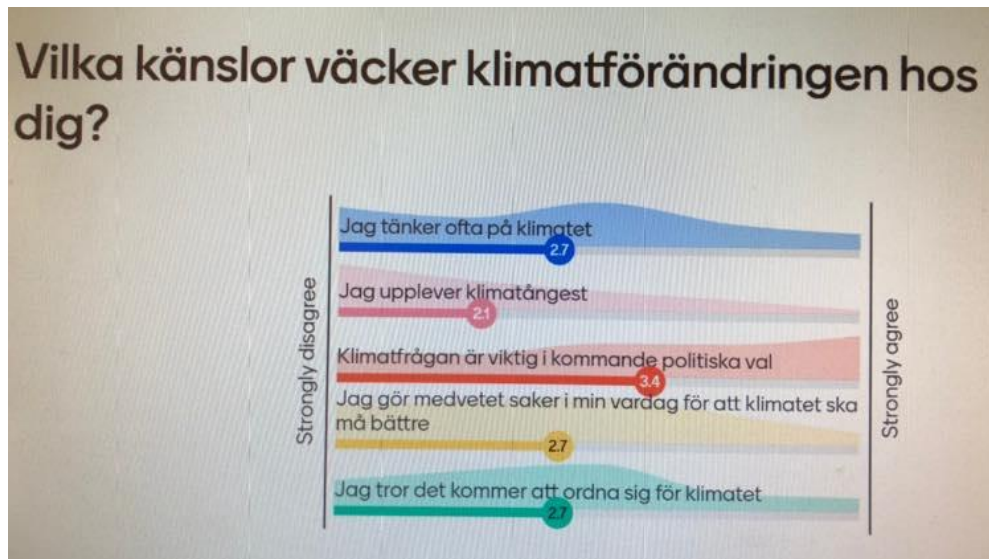 Vilka känslor väcker klimatförändringen hos
dig?
Strongly disagree
Jag tänker ofta på klimatet
2.7
Jag upplever klimatångest
2.1
Klimatfrågan är viktig i kommande politiska val
3.4
Jag gör medvetet saker i min vardag för att klimatet ska
må bättre
2.7
Jag tror det kommer att ordna sig för klimatet
2.7
Strongly agree